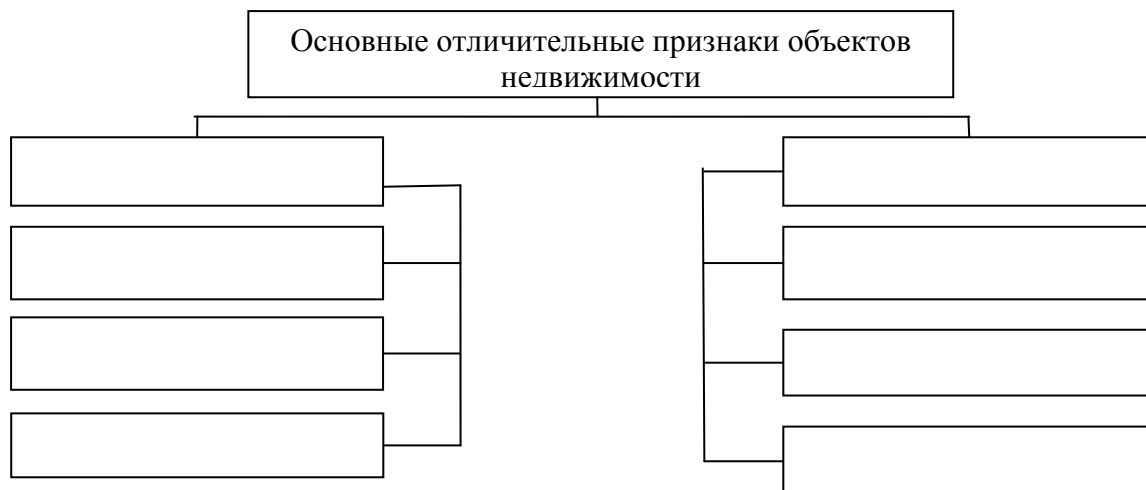 Основные отличительные признаки объектов
недвижимости